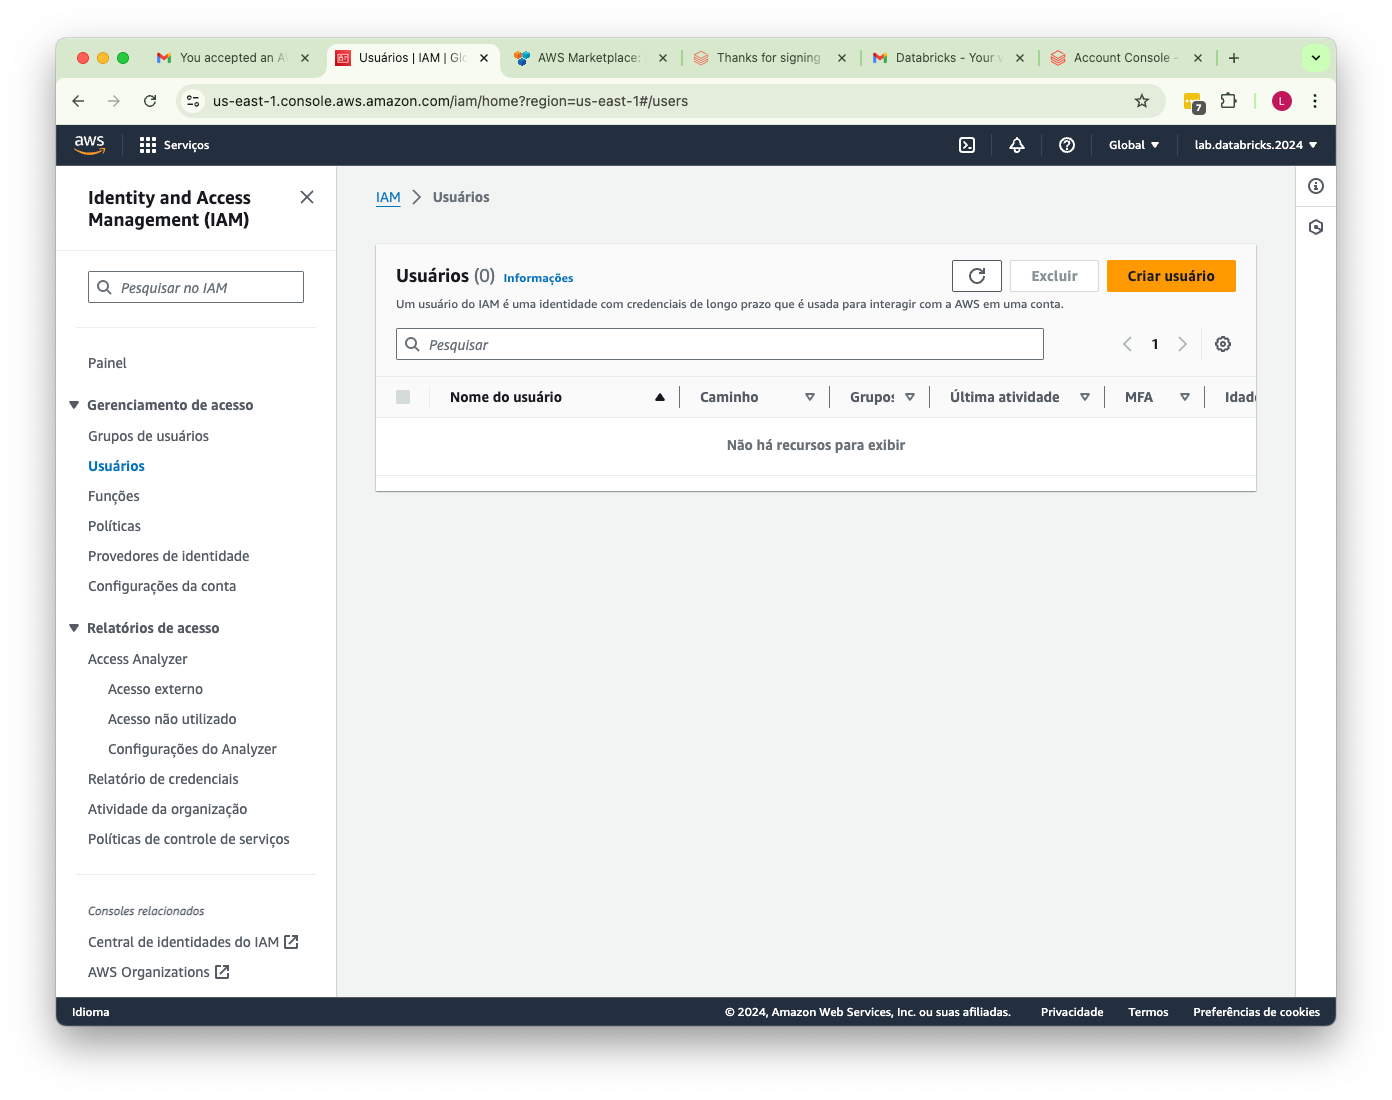 You accepted an A
Usuários | IAM | Glo
AWS Marketplace:
Thanks for signing
Databricks - Your
Account Console -
us-east-1.console.aws.amazon.com/iam/home?region=us-east-1#/users
7
L
aws
Serviços
Global
lab.databricks.2024
Identity and Access
Management (IAM)
Pesquisar no IAM
Painel
Gerenciamento de acesso
Grupos de usuários
Usuários
Funções
Políticas
Provedores de identidade
Configurações da conta
Relatórios de acesso
Access Analyzer
Acesso externo
Acesso não utilizado
Configurações do Analyzer
Relatório de credenciais
Atividade da organização
Políticas de controle de serviços
Consoles relacionados
Central de identidades do IAM
AWS Organizations
IAM > Usuários
Usuários (0) Informações
Excluir
Criar usuário
Um usuário do IAM é uma identidade com credenciais de longo prazo que é usada para interagir com a AWS em uma conta.
Pesquisar
1
Nome do usuário
Caminho
Grupos
Última atividade
MFA
Idade
Não há recursos para exibir
Idioma
© 2024, Amazon Web Services, Inc. ou suas afiliadas.
Privacidade
Termos
Preferências de cookies